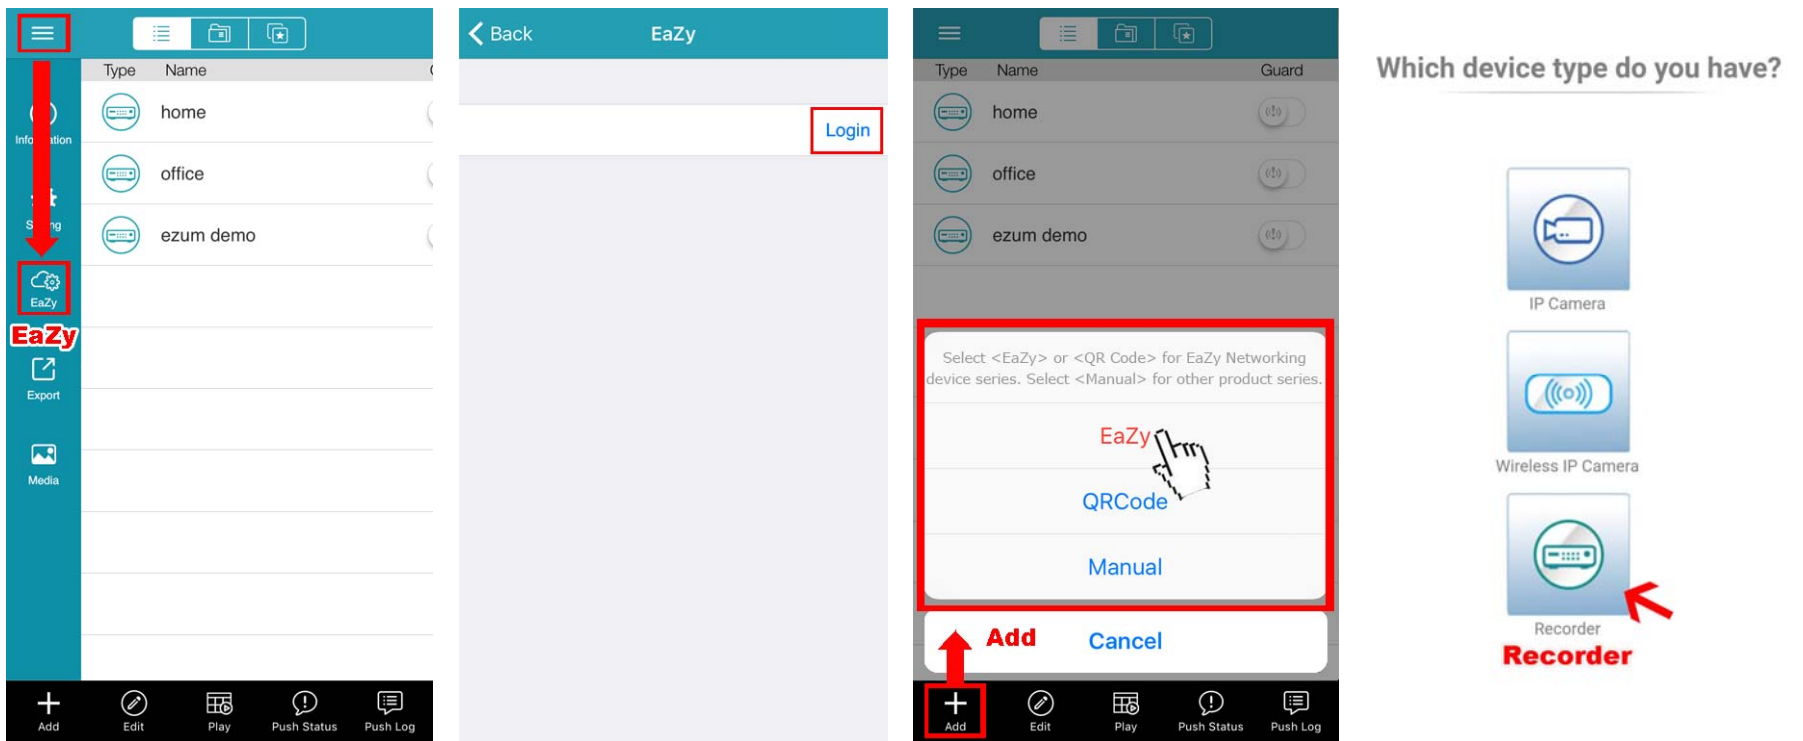 Type Name
Information
home
office
Setting
ezum demo
EaZy
EaZy
Export
Media
Add Edit Play Push Status Push Log
Back EaZy
Login
Type Name Guard
home
office
ezum demo
Select <EaZy> or <QR Code> for EaZy Networking
device series. Select <Manual> for other product series.
EaZy
QRCode
Manual
Add
Cancel
Add Edit Play Push Status Push Log
Which device type do you have?
IP Camera
Wireless IP Camera
Recorder
Recorder